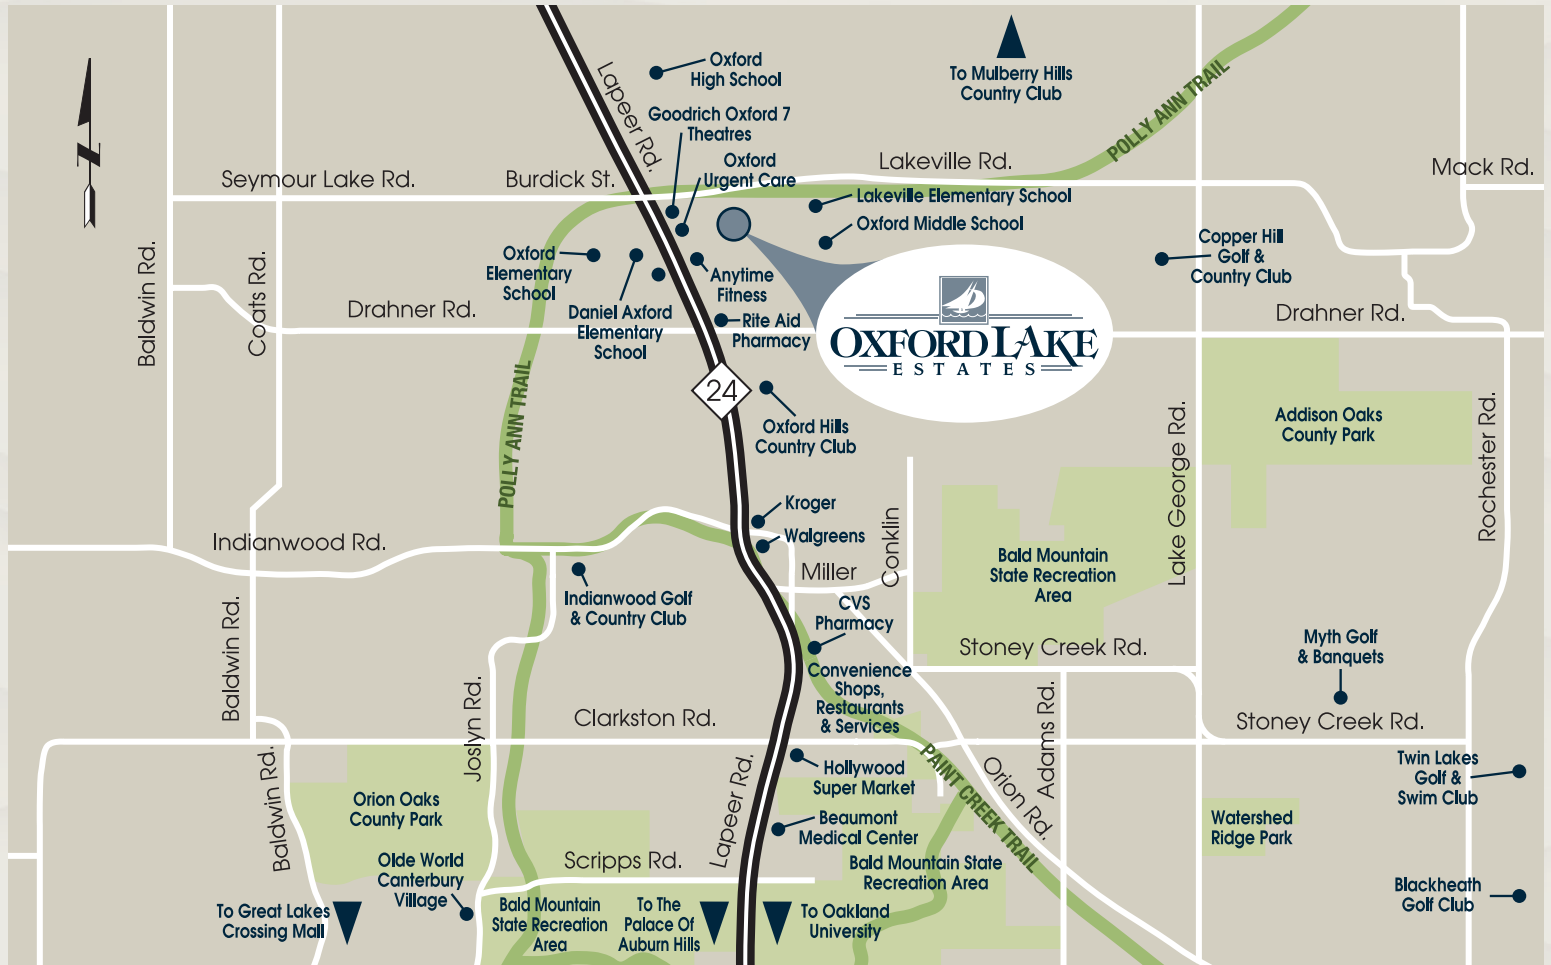 Oxford
High School
To Mulberry Hills
Country Club
POLLY ANN TRAIL
Lapeer Rd.
Goodrich Oxford 7
Theatres
Oxford
Urgent Care
Lakeville Rd.
Mack Rd.
Seymour Lake Rd.
Burdick St.
Lakeville Elementary School
Oxford Middle School
Copper Hill
Golf &
Country Club
Baldwin Rd.
Coats Rd.
Oxford
Elementary
School
Anytime
Fitness
Daniel Axford
Elementary
School
Drahner Rd.
Rite Aid
Pharmacy
OXFORD LAKE
ESTATES
Drahner Rd.
24
POLLY ANN TRAIL
Oxford Hills
Country Club
Lake George Rd.
Addison Oaks
County Park
Rochester Rd.
Kroger
Walgreens
Conklin
Indianwood Rd.
Miller
Bald Mountain
State Recreation
Area
Indianwood Golf
& Country Club
CVS
Pharmacy
Baldwin Rd.
Stoney Creek Rd.
Myth Golf
& Banquets
Convenience
Shops,
Restaurants
& Services
Joslyn Rd.
Clarkston Rd.
Adams Rd.
Stoney Creek Rd.
Baldwin Rd.
Lapeer Rd.
Hollywood
Super Market
PAINT CREEK TRAIL
Orion Rd.
Twin Lakes
Golf &
Swim Club
Orion Oaks
County Park
Beaumont
Medical Center
Watershed
Ridge Park
Olde World
Canterbury
Village
Scripps Rd.
Bald Mountain State
Recreation Area
Blackheath
Golf Club
To Great Lakes
Crossing Mall
Bald Mountain
State Recreation
Area
To The
Palace Of
Auburn Hills
To Oakland
University